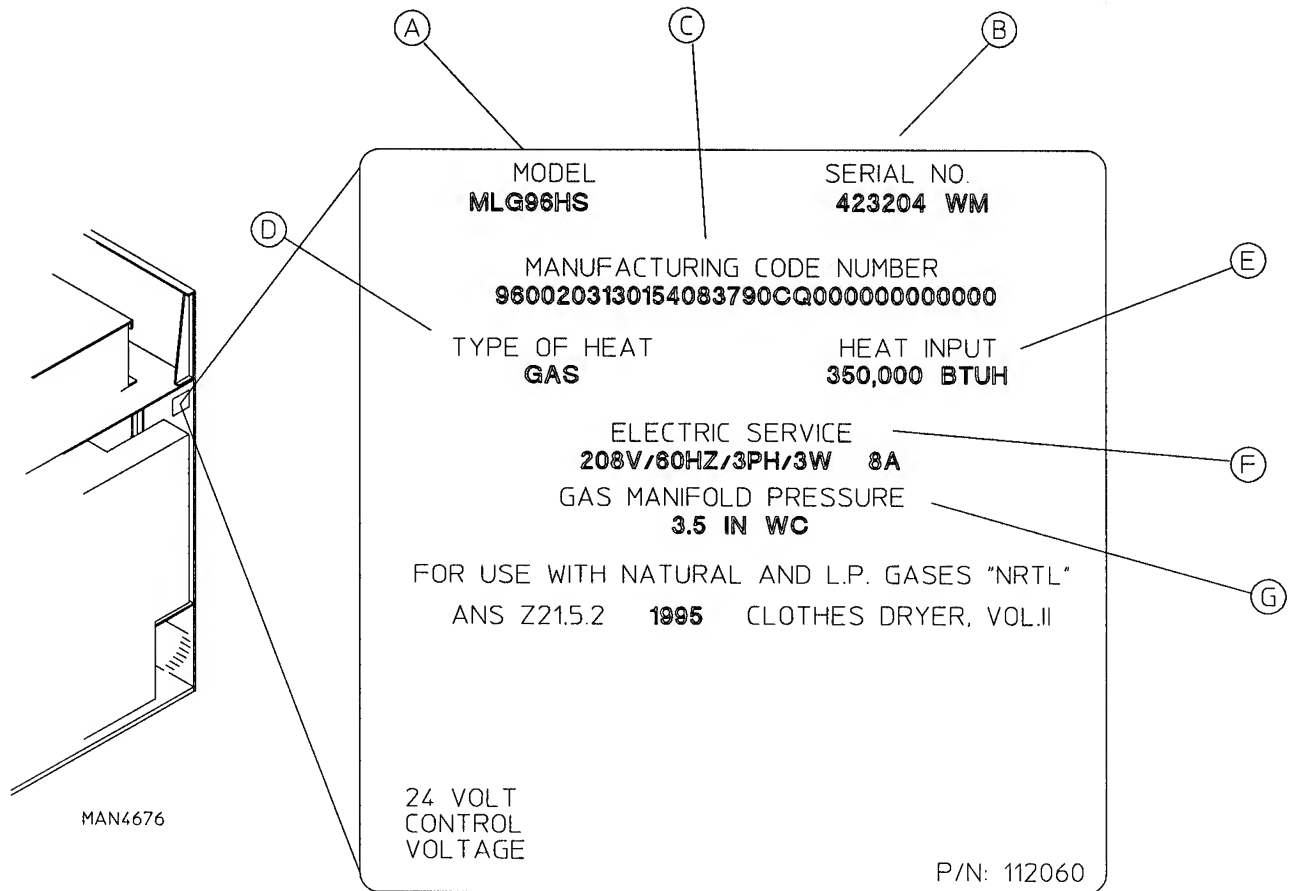 A
C
B
MODEL
MLG96HS
SERIAL NO.
423204 WM
D
MANUFACTURING CODE NUMBER
9600203130154083790CQ000000000000
E
TYPE OF HEAT
GAS
HEAT INPUT
350,000 BTUH
ELECTRIC SERVICE
208V/60HZ/3PH/3W 8A
F
GAS MANIFOLD PRESSURE
3.5 IN WC
FOR USE WITH NATURAL AND L.P. GASES "NRTL"
G
ANS Z21.5.2 1995 CLOTHES DRYER, VOL.II
24 VOLT
CONTROL
VOLTAGE
MAN4676
P/N: 112060